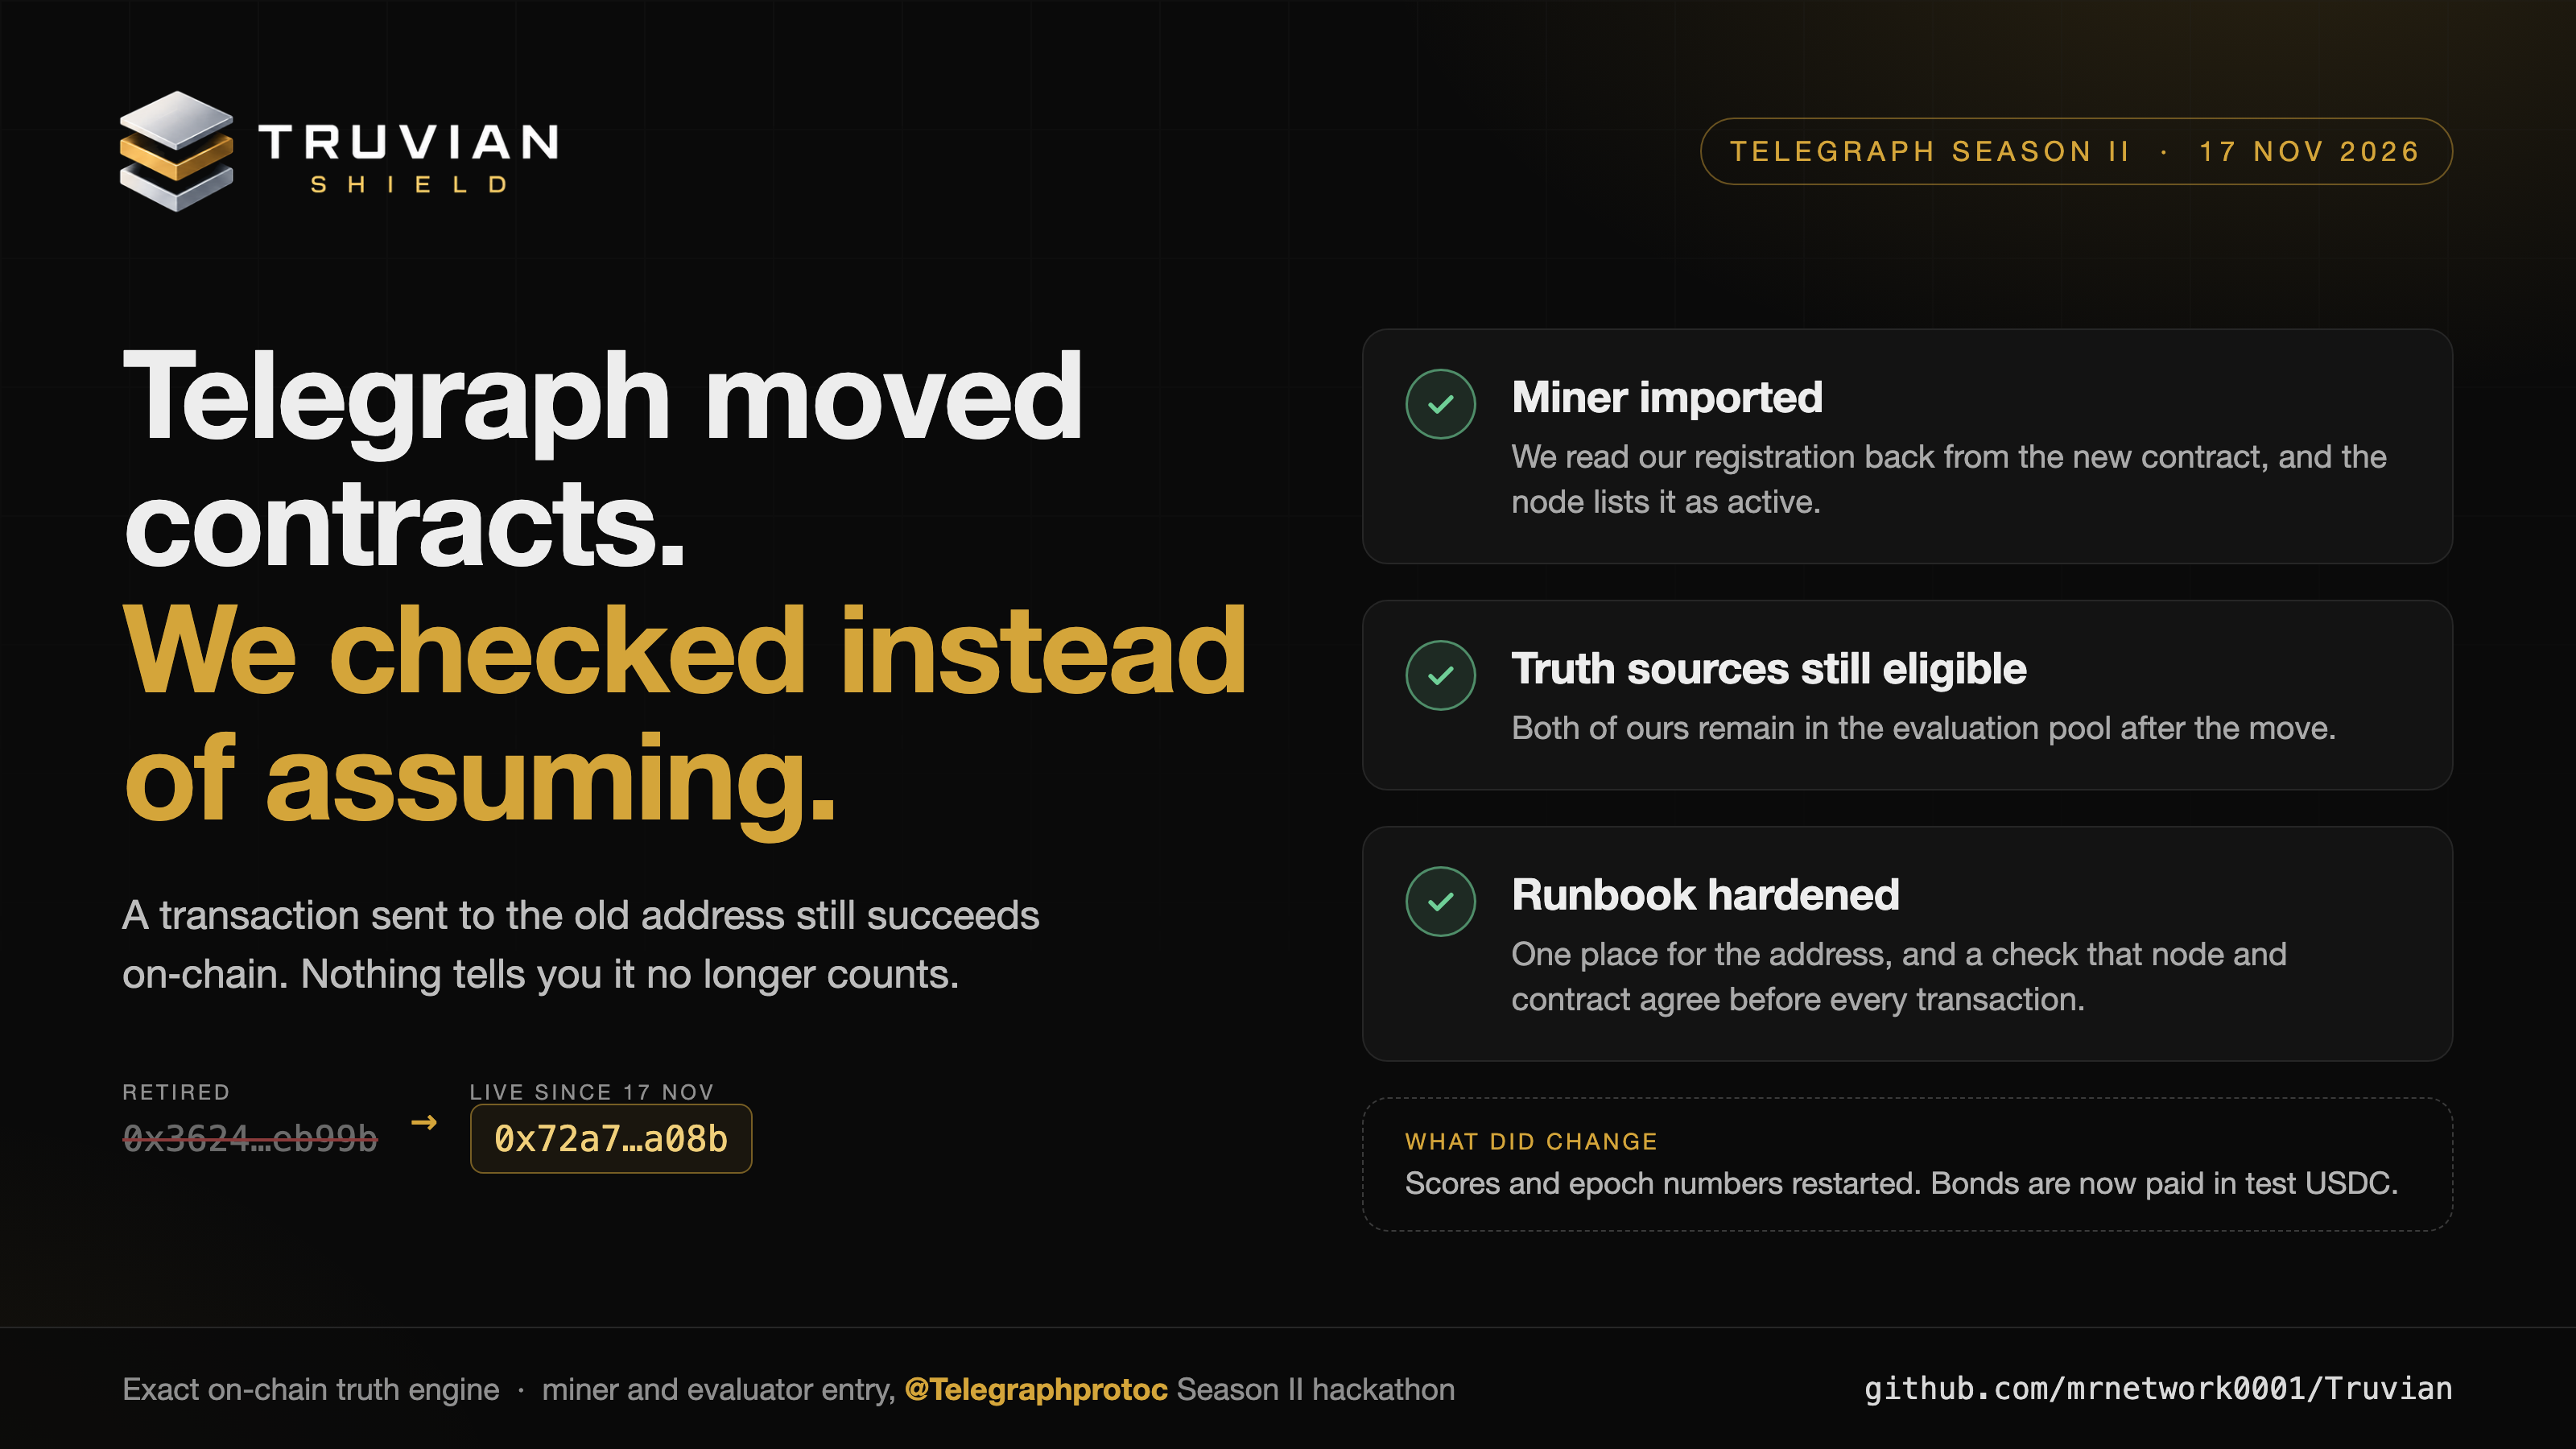 TRUVIAN
SHIELD
TELEGRAPH SEASON II · 17 NOV 2026
Telegraph moved
contracts.
We checked instead
of assuming.
A transaction sent to the old address still succeeds
on-chain. Nothing tells you it no longer counts.
RETIRED
0x3624…eb99b
→
LIVE SINCE 17 NOV
0x72a7…a08b
Miner imported
We read our registration back from the new contract, and the
node lists it as active.
Truth sources still eligible
Both of ours remain in the evaluation pool after the move.
Runbook hardened
One place for the address, and a check that node and
contract agree before every transaction.
WHAT DID CHANGE
Scores and epoch numbers restarted. Bonds are now paid in test USDC.
Exact on-chain truth engine · miner and evaluator entry, @Telegraphprotoc Season II hackathon
github.com/mrnetwork0001/Truvian